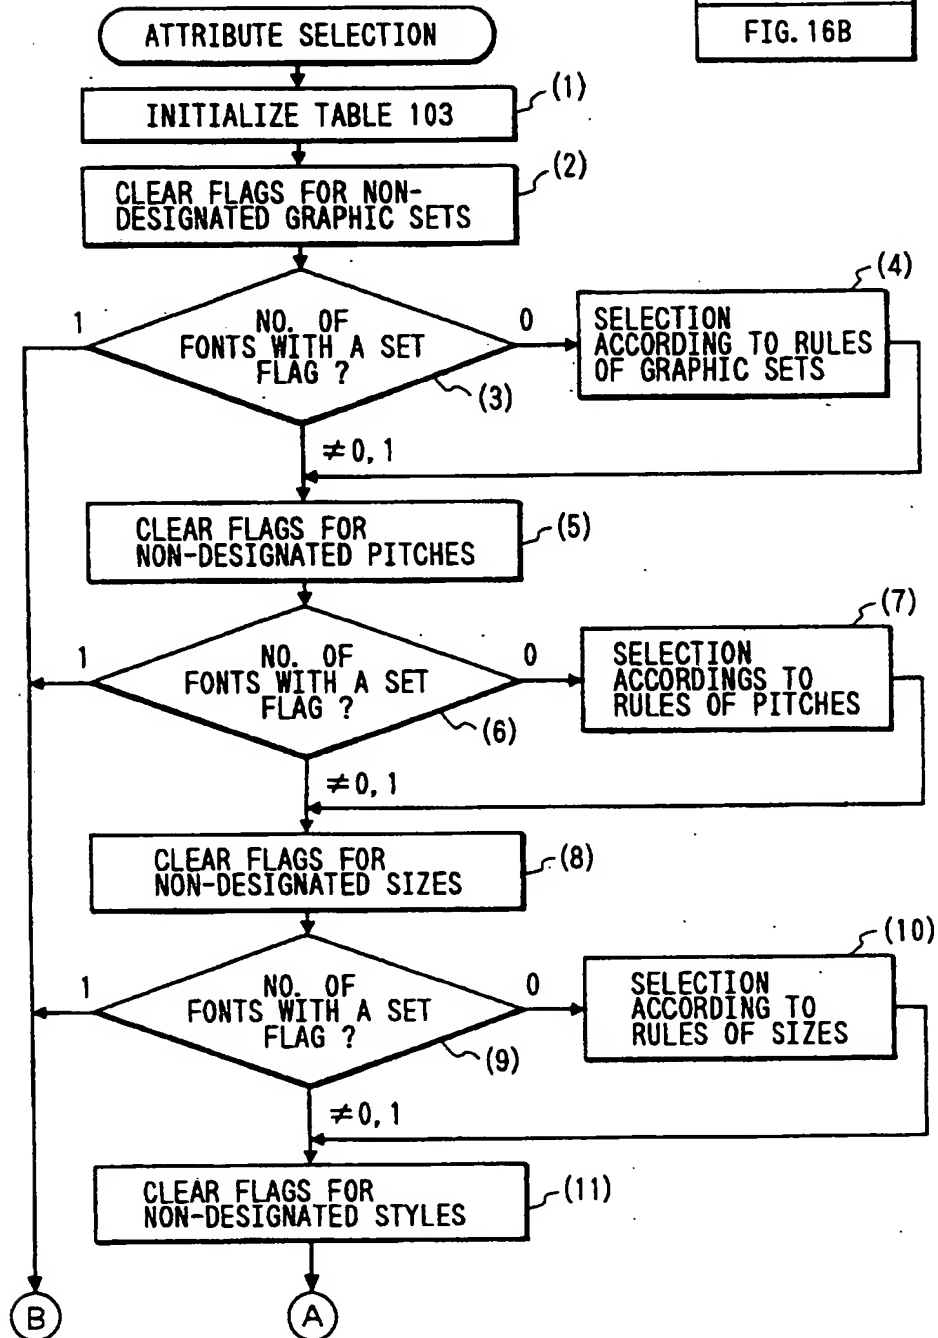 FIG. 16B
ATTRIBUTE SELECTION
(1)
INITIALIZE TABLE 103
(2)
CLEAR FLAGS FOR NON-
DESIGNATED GRAPHIC SETS
(4)
1
NO. OF
FONTS WITH A SET
FLAG ?
0
SELECTION
ACCORDING TO RULES
OF GRAPHIC SETS
(3)
≠0, 1
CLEAR FLAGS FOR
NON-DESIGNATED PITCHES
(5)
(7)
1
NO. OF
FONTS WITH A SET
FLAG ?
0
SELECTION
ACCORDINGS TO
RULES OF PITCHES
(6)
≠0, 1
CLEAR FLAGS FOR
NON-DESIGNATED SIZES
(8)
(10)
1
NO. OF
FONTS WITH A SET
FLAG ?
0
SELECTION
ACCORDING TO
RULES OF SIZES
(9)
≠0, 1
CLEAR FLAGS FOR
NON-DESIGNATED STYLES
(11)
B
A